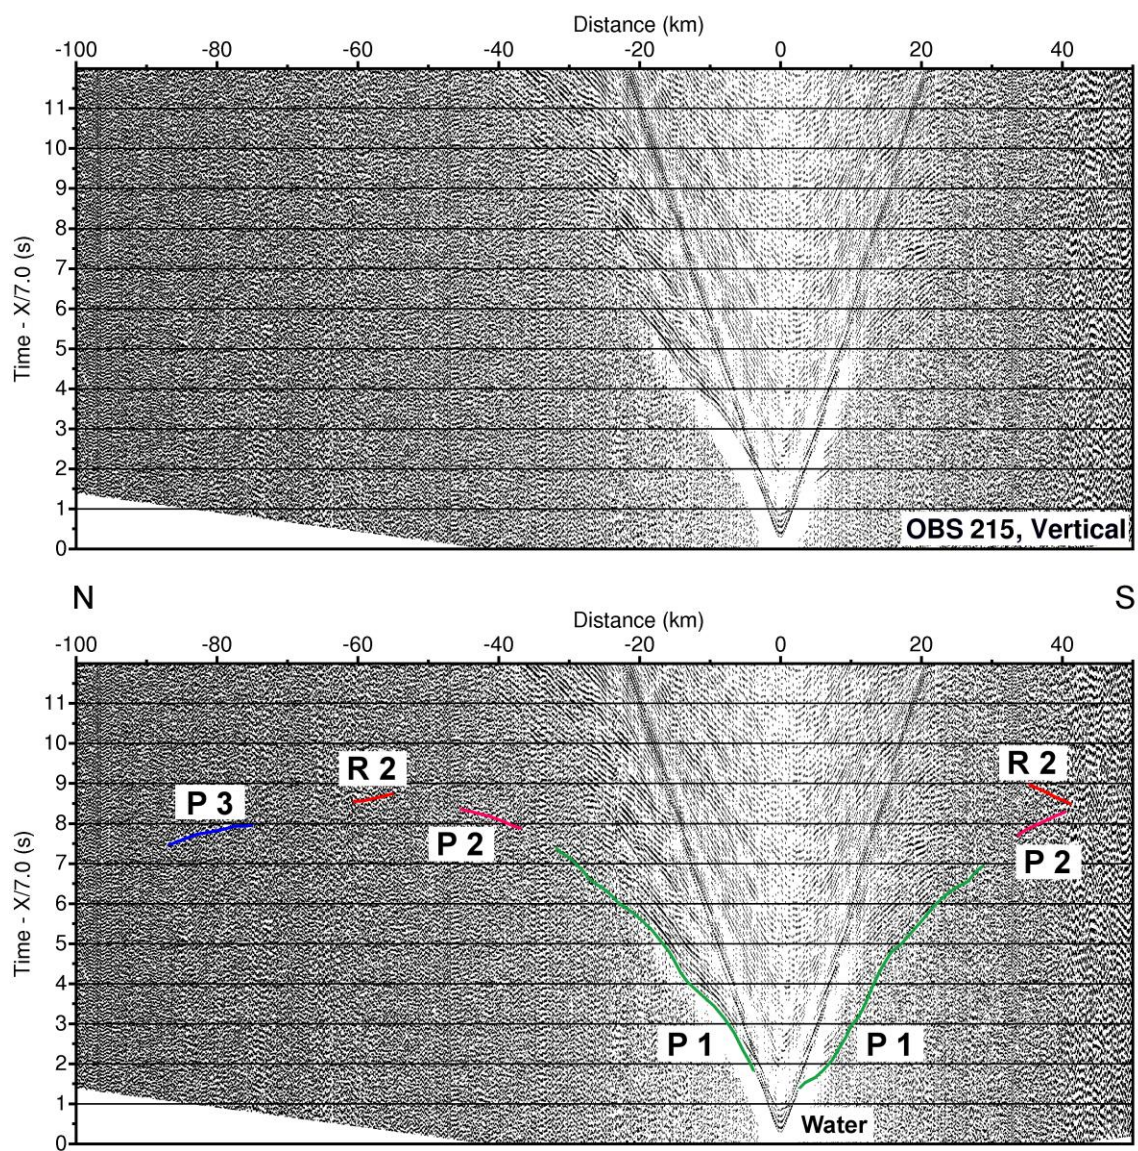 Distance (km)
-100 -80 -60 -40 -20 0 20 40
11
10
9
8
7
6
5
4
3
2
1
0
Time - X/7.0 (s)
OBS 215, Vertical
N S
Distance (km)
-100 -80 -60 -40 -20 0 20 40
11
10
9
8
7
6
5
4
3
2
1
0
Time - X/7.0 (s)
R 2
P 3
P 2
R 2
P 2
P 1
P 1
Water